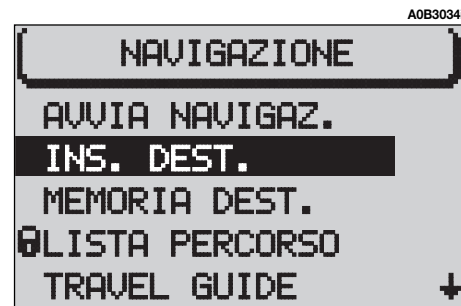 A0B3034
NAVIGAZIONE
AVVIA NAVIGAZ.
INS. DEST.
MEMORIA DEST.
LISTA PERCORSO
TRAVEL GUIDE